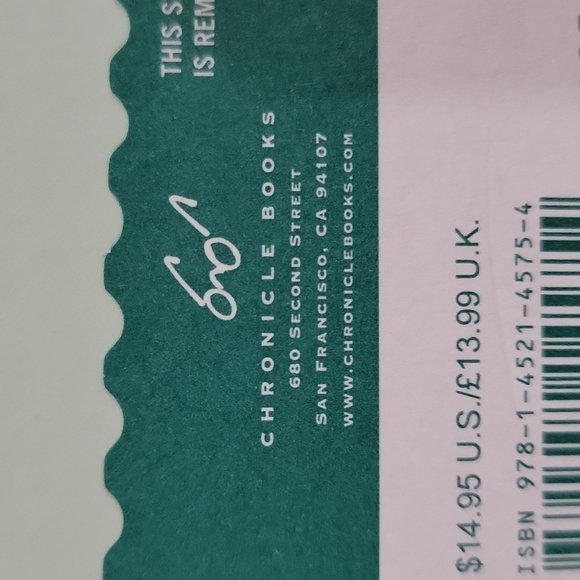 THIS S
IS REM
CHRONICLE BOOKS
680 SECOND STREET
SAN FRANCISCO, CA 94107
WWW.CHRONICLEBOOKS.COM
$14.95 U.S./£13.99 U.K.
ISBN 978-1-4521-4575-4